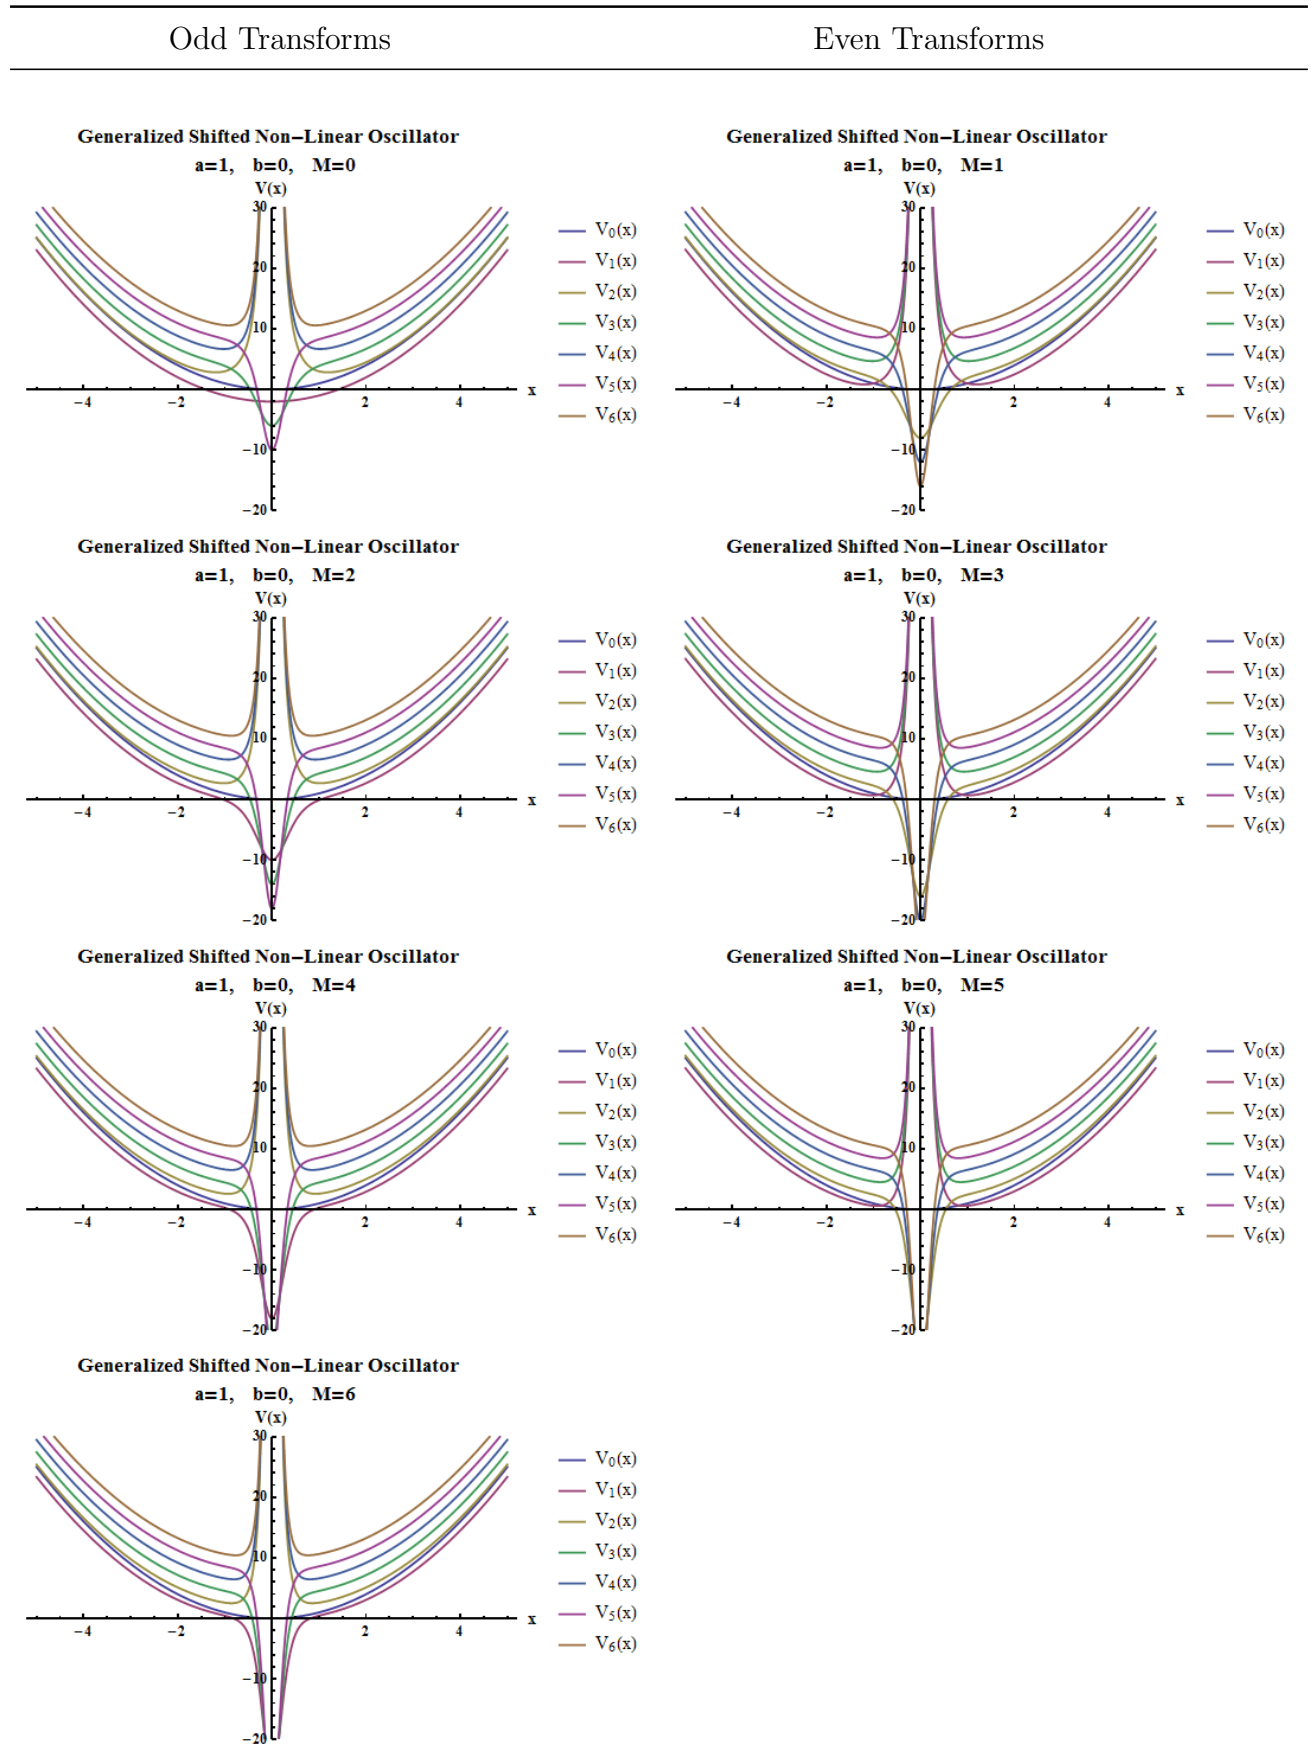 Odd Transforms
Even Transforms
Generalized Shifted Non−Linear Oscillator
a=1, b=0, M=0
V(x)
30
20
10
−10
−20
−4
−2
2
4
x
V0(x)
V1(x)
V2(x)
V3(x)
V4(x)
V5(x)
V6(x)
Generalized Shifted Non−Linear Oscillator
a=1, b=0, M=1
V(x)
30
20
10
−10
−20
−4
−2
2
4
x
V0(x)
V1(x)
V2(x)
V3(x)
V4(x)
V5(x)
V6(x)
Generalized Shifted Non−Linear Oscillator
a=1, b=0, M=2
V(x)
30
20
10
−10
−20
−4
−2
2
4
x
V0(x)
V1(x)
V2(x)
V3(x)
V4(x)
V5(x)
V6(x)
Generalized Shifted Non−Linear Oscillator
a=1, b=0, M=3
V(x)
30
20
10
−10
−20
−4
−2
2
4
x
V0(x)
V1(x)
V2(x)
V3(x)
V4(x)
V5(x)
V6(x)
Generalized Shifted Non−Linear Oscillator
a=1, b=0, M=4
V(x)
30
20
10
−10
−20
−4
−2
2
4
x
V0(x)
V1(x)
V2(x)
V3(x)
V4(x)
V5(x)
V6(x)
Generalized Shifted Non−Linear Oscillator
a=1, b=0, M=5
V(x)
30
20
10
−10
−20
−4
−2
2
4
x
V0(x)
V1(x)
V2(x)
V3(x)
V4(x)
V5(x)
V6(x)
Generalized Shifted Non−Linear Oscillator
a=1, b=0, M=6
V(x)
30
20
10
−10
−20
−4
−2
2
4
x
V0(x)
V1(x)
V2(x)
V3(x)
V4(x)
V5(x)
V6(x)